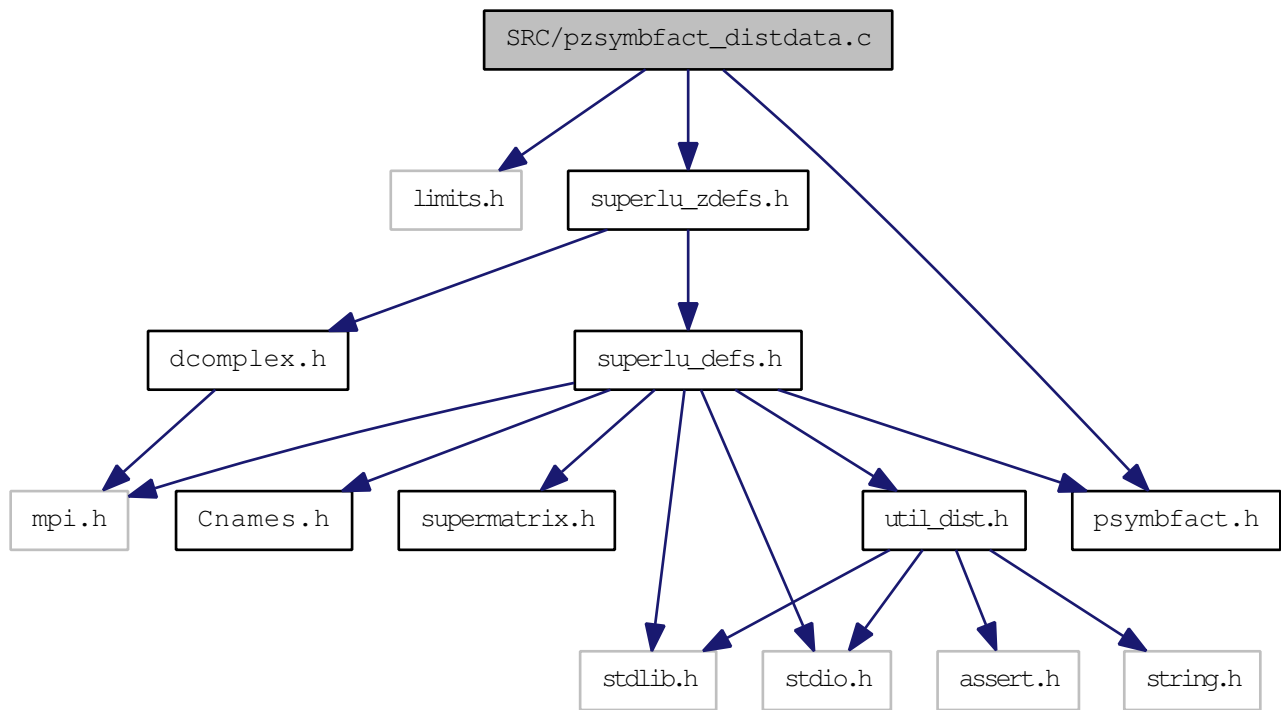 SRC/pzsymbfact_distdata.c
limits.h
superlu_zdefs.h
dcomplex.h
superlu_defs.h
mpi.h
Cnames.h
supermatrix.h
util_dist.h
psymbfact.h
stdlib.h
stdio.h
assert.h
string.h